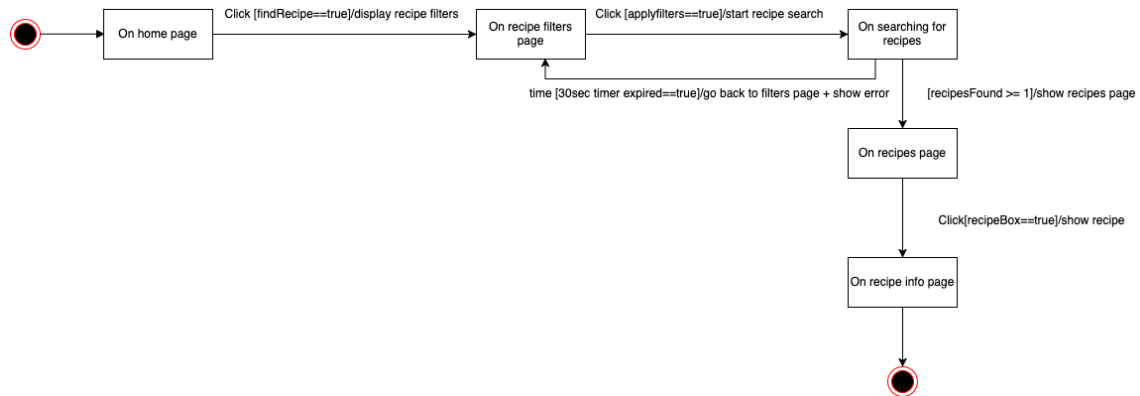 Click [findRecipe==true]/display recipe filters
Click [applyfilters==true]/start recipe search
On home page
On recipe filters
page
On searching for
recipes
time [30sec timer expired==true]/go back to filters page + show error
[recipesFound >= 1]/show recipes page
On recipes page
Click[recipeBox==true]/show recipe
On recipe info page